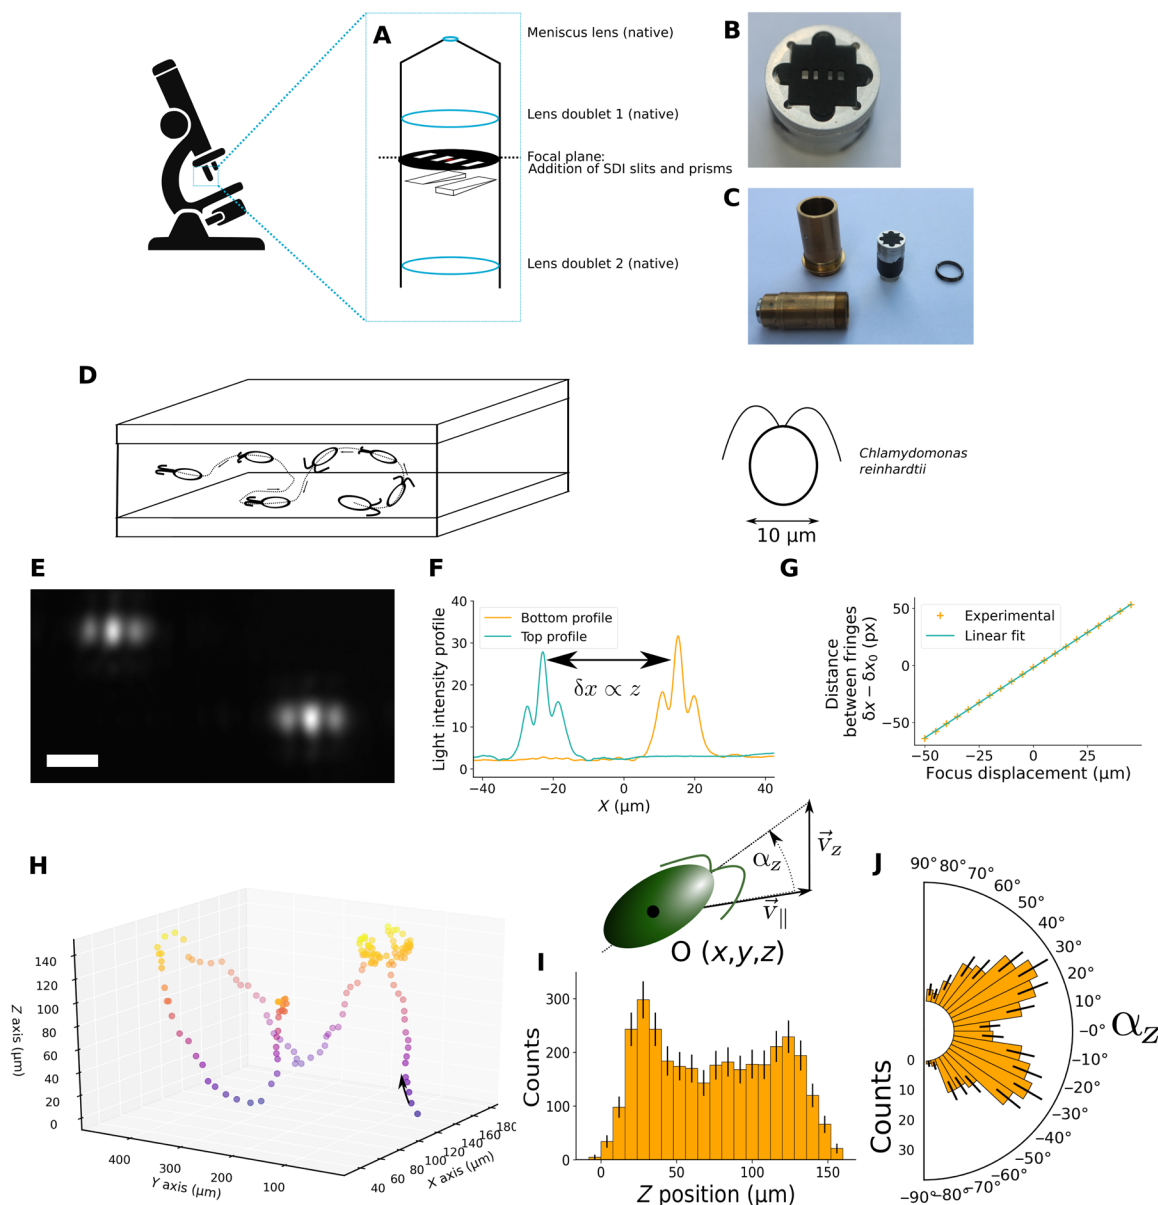 A
Meniscus lens (native)
Lens doublet 1 (native)
Focal plane:
Addition of SDI slits and prisms
Lens doublet 2 (native)
B
C
D
Chlamydomonas
reinhardtii
10 μm
E
F
40
30
20
10
0
Light intensity profile
Bottom profile
Top profile
δx ∝ z
−40
−20
0
20
40
X (μm)
G
50
0
−50
Distance
between fringes
δx − δx₀ (px)
Experimental
Linear fit
−50
−25
0
25
50
Focus displacement (μm)
H
140
120
100
80
60
40
20
0
Z axis (μm)
400
300
200
100
Y axis (μm)
40
60
80
100
120
140
160
180
X axis (μm)
α_z
v⃗_z
v⃗_||
O (x,y,z)
I
300
200
100
0
Counts
0
50
100
150
Z position (μm)
J
90°
80°
70°
60°
50°
40°
30°
20°
10°
−0°
−10°
−20°
−30°
−40°
−50°
−60°
−70°
−80°
−90°
α_z
0
10
20
30
Counts